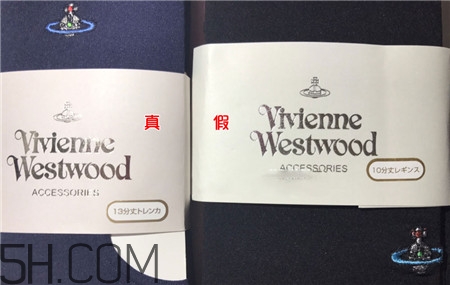 Vivienne
Westwood
ACCESSORIES
13分丈トレンカ
真
假
Vivienne
Westwood
ACCESSORIES
10分丈レギンス
5H.COM